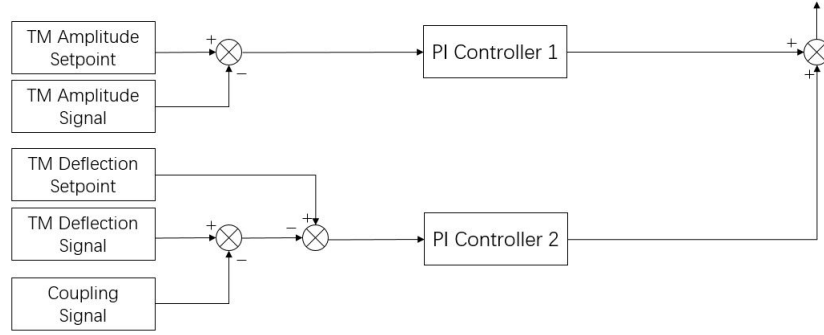 TM Amplitude
Setpoint
+
−
PI Controller 1
+
+
TM Amplitude
Signal
TM Deflection
Setpoint
TM Deflection
Signal
+
−
+
−
PI Controller 2
Coupling
Signal